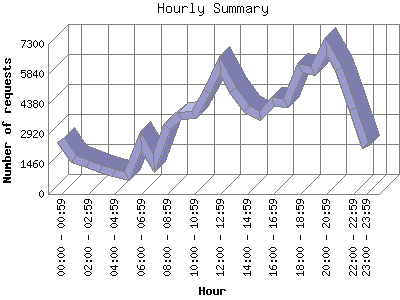 Hourly Summary
Number of requests
7300
5840
4380
2920
1460
0
00:00 - 00:59
02:00 - 02:59
04:00 - 04:59
06:00 - 06:59
08:00 - 08:59
10:00 - 10:59
12:00 - 12:59
14:00 - 14:59
16:00 - 16:59
18:00 - 18:59
20:00 - 20:59
22:00 - 22:59
23:00 - 23:59
Hour